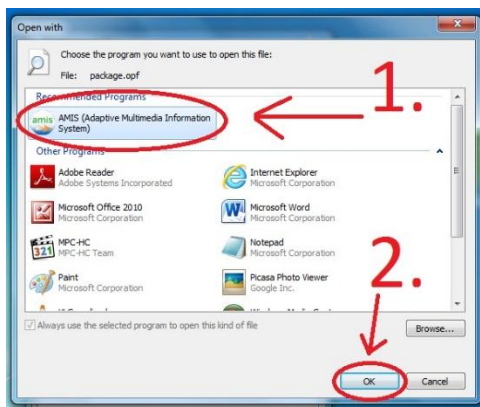 Open with
Choose the program you want to use to open this file:
File: package.opf
Recommended Programs
1.
amis
AMIS (Adaptive Multimedia Information
System)
Other Programs
Adobe Reader
Adobe Systems Incorporated
Internet Explorer
Microsoft Corporation
Microsoft Office 2010
Microsoft Corporation
Microsoft Word
Microsoft Corporation
321
MPC-HC
MPC-HC Team
Notepad
Microsoft Corporation
Paint
Microsoft Corporation
Picasa Photo Viewer
Google Inc.
2.
Always use the selected program to open this kind of file
Browse...
OK
Cancel